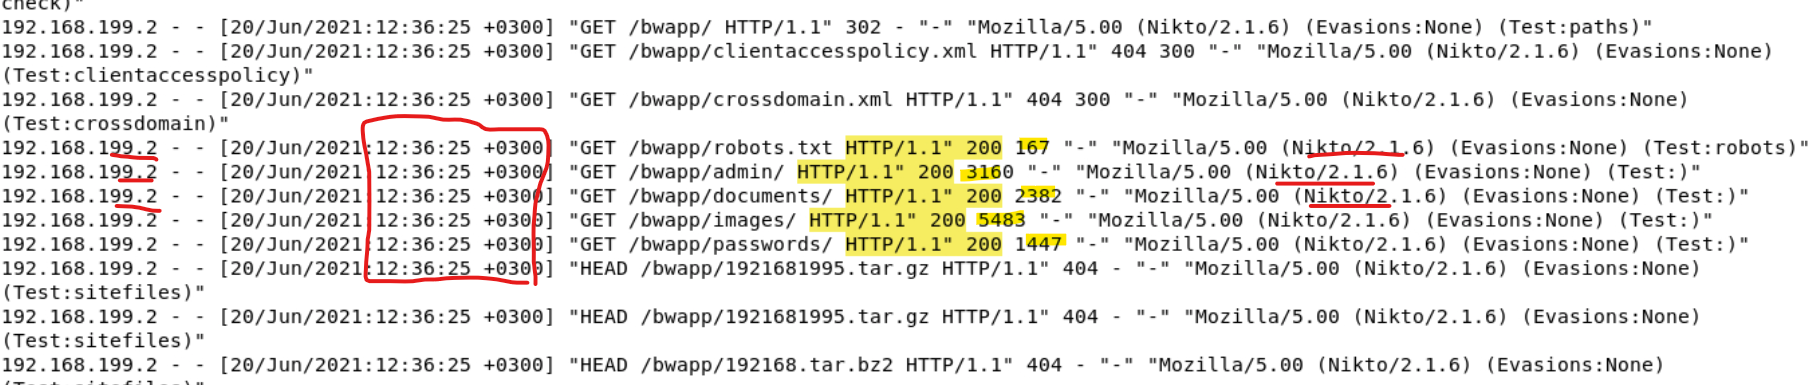 check)"
192.168.199.2 - - [20/Jun/2021:12:36:25 +0300] "GET /bwapp/ HTTP/1.1" 302 - "-" "Mozilla/5.00 (Nikto/2.1.6) (Evasions:None) (Test:paths)"
192.168.199.2 - - [20/Jun/2021:12:36:25 +0300] "GET /bwapp/clientaccesspolicy.xml HTTP/1.1" 404 300 "-" "Mozilla/5.00 (Nikto/2.1.6) (Evasions:None)
(Test:clientaccesspolicy)"
192.168.199.2 - - [20/Jun/2021:12:36:25 +0300] "GET /bwapp/crossdomain.xml HTTP/1.1" 404 300 "-" "Mozilla/5.00 (Nikto/2.1.6) (Evasions:None)
(Test:crossdomain)"
192.168.199.2 - - [20/Jun/2021:12:36:25 +0300] "GET /bwapp/robots.txt HTTP/1.1" 200 167 "-" "Mozilla/5.00 (Nikto/2.1.6) (Evasions:None) (Test:robots)"
192.168.199.2 - - [20/Jun/2021:12:36:25 +0300] "GET /bwapp/admin/ HTTP/1.1" 200 3160 "-" "Mozilla/5.00 (Nikto/2.1.6) (Evasions:None) (Test:)"
192.168.199.2 - - [20/Jun/2021:12:36:25 +0300] "GET /bwapp/documents/ HTTP/1.1" 200 2382 "-" "Mozilla/5.00 (Nikto/2.1.6) (Evasions:None) (Test:)"
192.168.199.2 - - [20/Jun/2021:12:36:25 +0300] "GET /bwapp/images/ HTTP/1.1" 200 5483 "-" "Mozilla/5.00 (Nikto/2.1.6) (Evasions:None) (Test:)"
192.168.199.2 - - [20/Jun/2021:12:36:25 +0300] "GET /bwapp/passwords/ HTTP/1.1" 200 1447 "-" "Mozilla/5.00 (Nikto/2.1.6) (Evasions:None) (Test:)"
192.168.199.2 - - [20/Jun/2021:12:36:25 +0300] "HEAD /bwapp/1921681995.tar.gz HTTP/1.1" 404 - "-" "Mozilla/5.00 (Nikto/2.1.6) (Evasions:None)
(Test:sitefiles)"
192.168.199.2 - - [20/Jun/2021:12:36:25 +0300] "HEAD /bwapp/1921681995.tar.gz HTTP/1.1" 404 - "-" "Mozilla/5.00 (Nikto/2.1.6) (Evasions:None)
(Test:sitefiles)"
192.168.199.2 - - [20/Jun/2021:12:36:25 +0300] "HEAD /bwapp/192168.tar.bz2 HTTP/1.1" 404 - "-" "Mozilla/5.00 (Nikto/2.1.6) (Evasions:None)
(Test:sitefiles)"